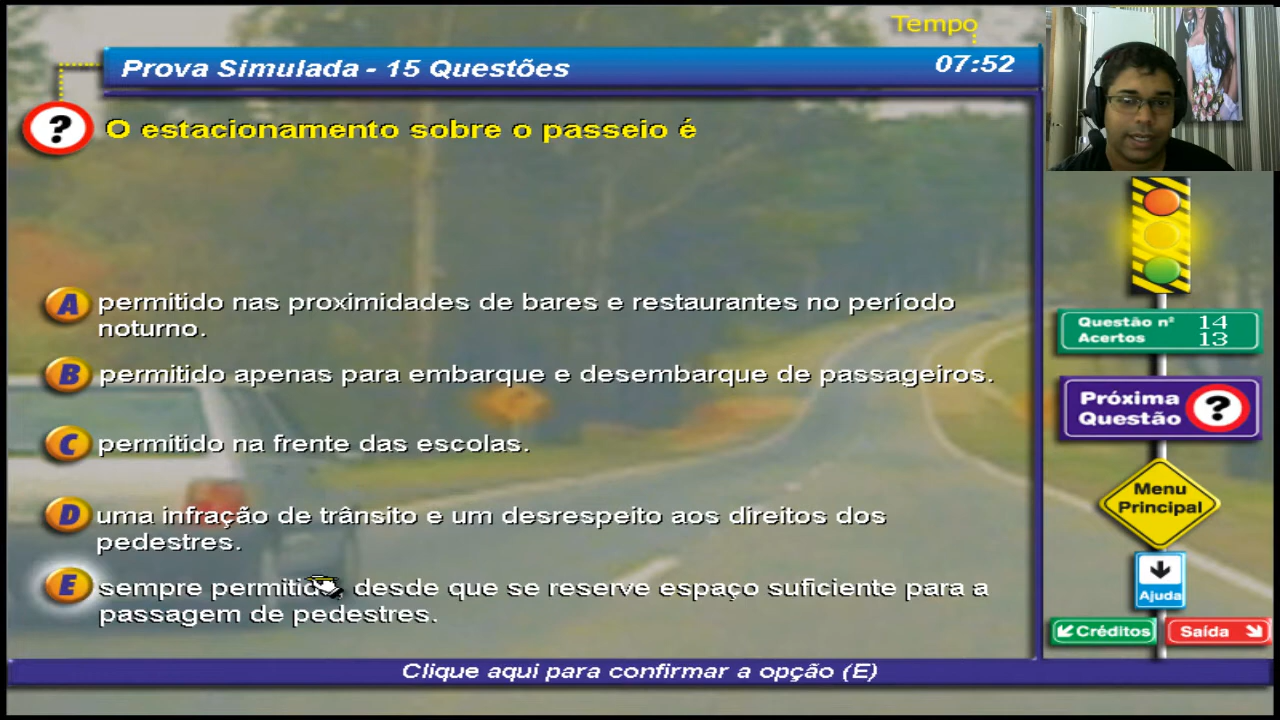 Tempo
Prova Simulada - 15 Questões
07:52
?
O estacionamento sobre o passeio é
A
permitido nas proximidades de bares e restaurantes no período
noturno.
B
permitido apenas para embarque e desembarque de passageiros.
C
permitido na frente das escolas.
D
uma infração de trânsito e um desrespeito aos direitos dos
pedestres.
E
sempre permitido, desde que se reserve espaço suficiente para a
passagem de pedestres.
Clique aqui para confirmar a opção (E)
Questão nº 14
Acertos 13
Próxima
Questão ?
Menu
Principal
Ajuda
Créditos
Saída